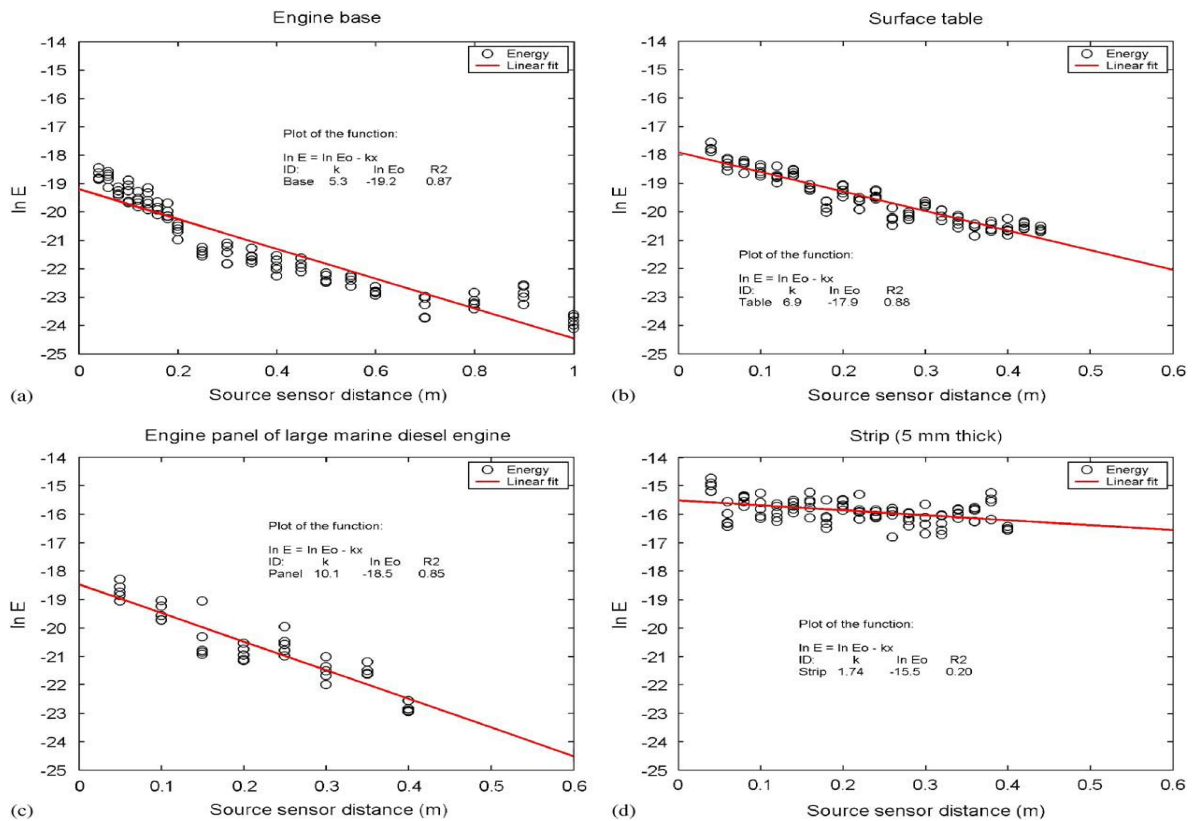 Engine base
-14
-15
-16
-17
-18
-19
-20
-21
-22
-23
-24
-25
ln E
Energy
Linear fit
Plot of the function:
ln E = ln Eo - kx
ID: k ln Eo R2
Base 5.3 -19.2 0.87
0 0.2 0.4 0.6 0.8 1
Source sensor distance (m)
(a)
Surface table
-14
-15
-16
-17
-18
-19
-20
-21
-22
-23
-24
-25
ln E
Energy
Linear fit
Plot of the function:
ln E = ln Eo - kx
ID: k ln Eo R2
Table 6.9 -17.9 0.88
0 0.1 0.2 0.3 0.4 0.5 0.6
Source sensor distance (m)
(b)
Engine panel of large marine diesel engine
-14
-15
-16
-17
-18
-19
-20
-21
-22
-23
-24
-25
ln E
Energy
Linear fit
Plot of the function:
ln E = ln Eo - kx
ID: k ln Eo R2
Panel 10.1 -18.5 0.85
0 0.1 0.2 0.3 0.4 0.5 0.6
Source sensor distance (m)
(c)
Strip (5 mm thick)
-14
-15
-16
-17
-18
-19
-20
-21
-22
-23
-24
-25
ln E
Energy
Linear fit
Plot of the function:
ln E = ln Eo - kx
ID: k ln Eo R2
Strip 1.74 -15.5 0.20
0 0.1 0.2 0.3 0.4 0.5 0.6
Source sensor distance (m)
(d)